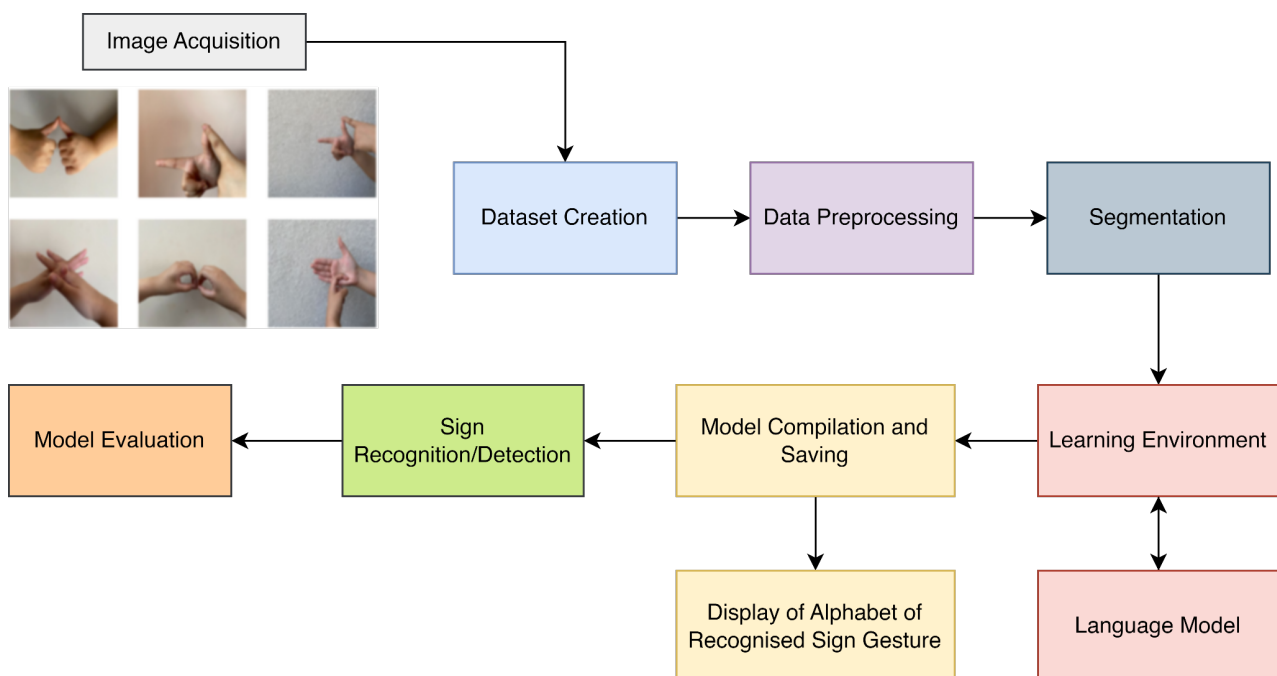 Image Acquisition
Dataset Creation
Data Preprocessing
Segmentation
Model Evaluation
Sign
Recognition/Detection
Model Compilation and
Saving
Learning Environment
Display of Alphabet of
Recognised Sign Gesture
Language Model